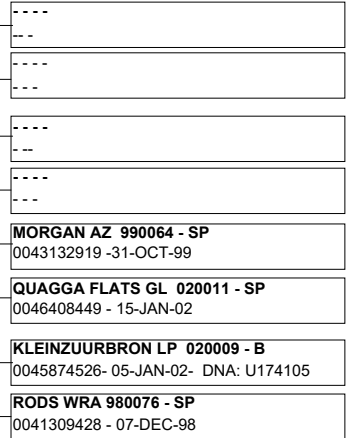 - - - -
-- -
- - - -
- - -
- - - -
- --
- - - -
- - -
MORGAN AZ 990064 - SP
0043132919 -31-OCT-99
QUAGGA FLATS GL 020011 - SP
0046408449 - 15-JAN-02
KLEINZUURBRON LP 020009 - B
0045874526- 05-JAN-02- DNA: U174105
RODS WRA 980076 - SP
0041309428 - 07-DEC-98